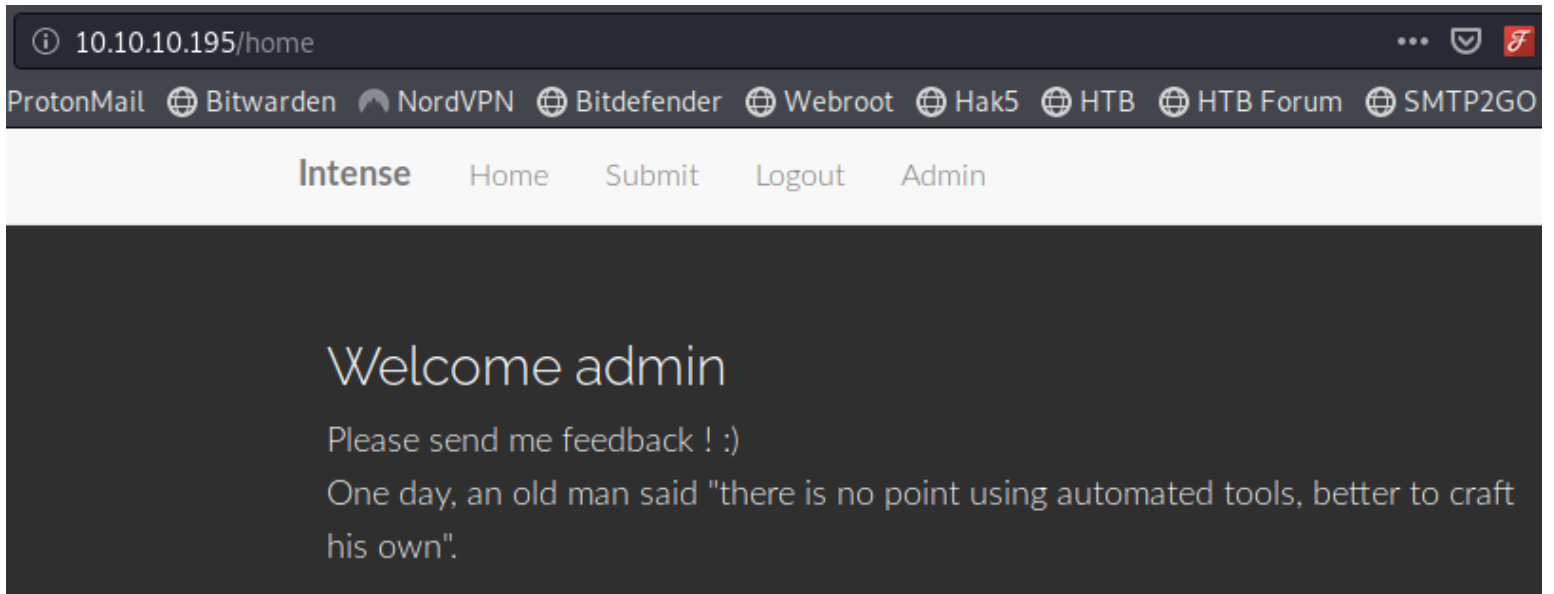 10.10.10.195/home
ProtonMail Bitwarden NordVPN Bitdefender Webroot Hak5 HTB HTB Forum SMTP2GO
Intense Home Submit Logout Admin
Welcome admin
Please send me feedback ! :)
One day, an old man said "there is no point using automated tools, better to craft
his own".